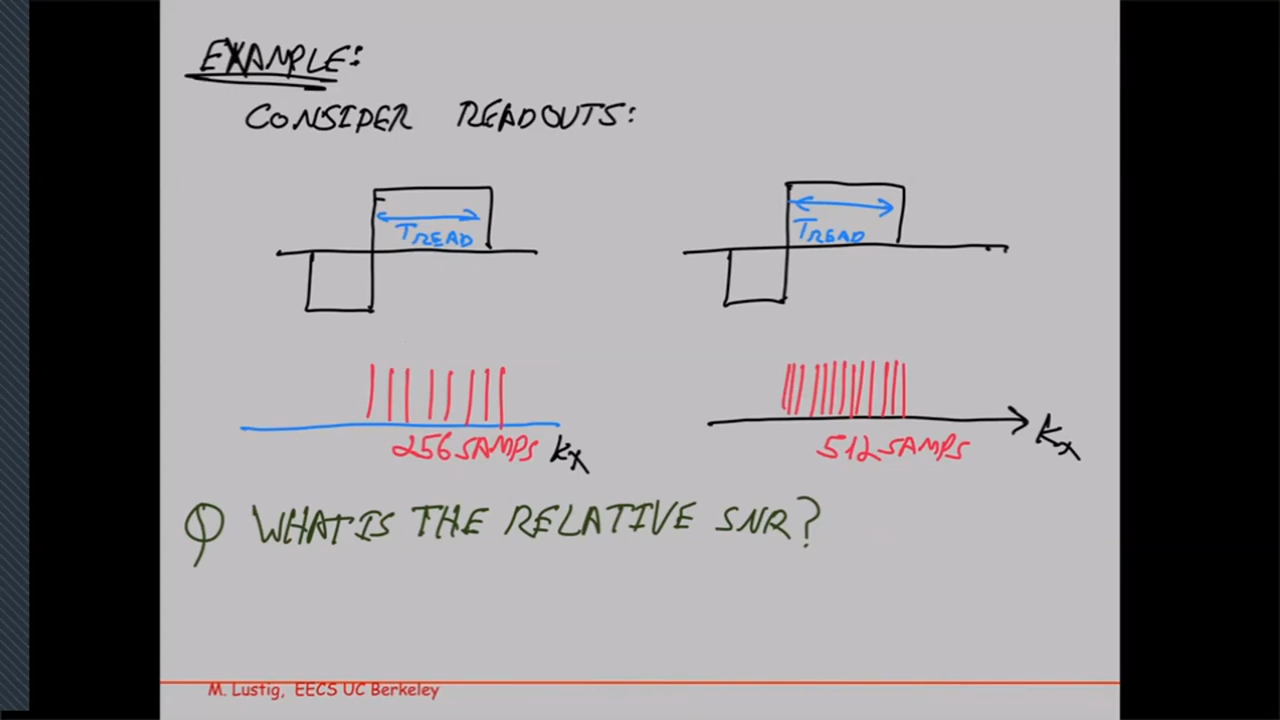 EXAMPLE:
CONSIDER READOUTS:
TREAD
TREAD
256 SAMPS kx
512 SAMPS kx
Q WHAT IS THE RELATIVE SNR?
M. Lustig, EECS UC Berkeley